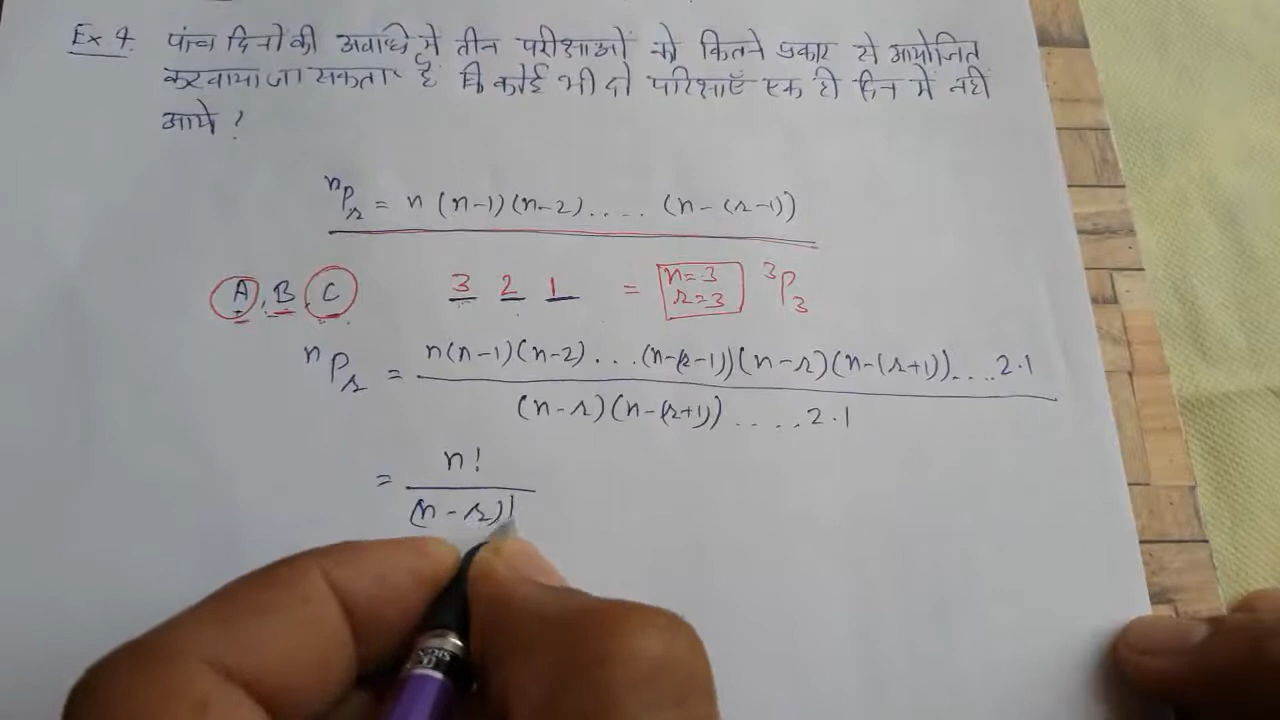 Ex 4. पांच दिनो की अवधि में तीन परीक्षाओं को कितने प्रकार से आयोजित
करवाया जा सकता है कि कोई भी दो परिक्षाएँ एक ही दिन में नहीं
आये ?
ⁿPᵣ = n (n-1)(n-2)..... (n-(r-1))
A, B, C 3 2 1 = n=3 r=3 ³P₃
ⁿPᵣ = n(n-1)(n-2)...(n-(r-1))(n-r)(n-(r+1))....2.1
(n-r)(n-(r+1)) .....2.1
= n!
(n-r)!